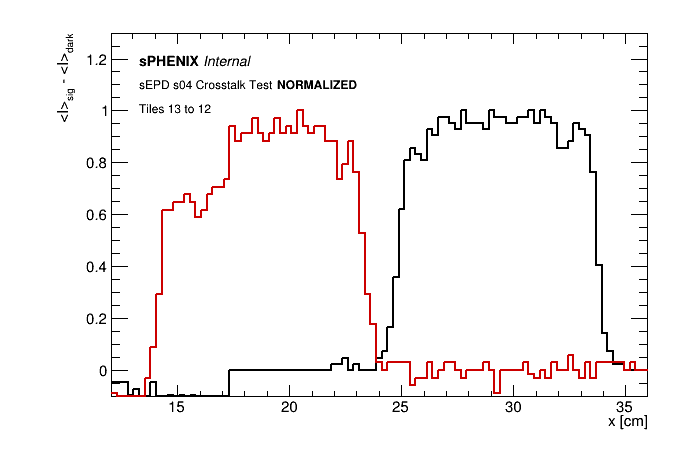 <I>sig - <I>dark
sPHENIX Internal
sEPD s04 Crosstalk Test NORMALIZED
Tiles 13 to 12
1.2
1
0.8
0.6
0.4
0.2
0
15 20 25 30 35
x [cm]